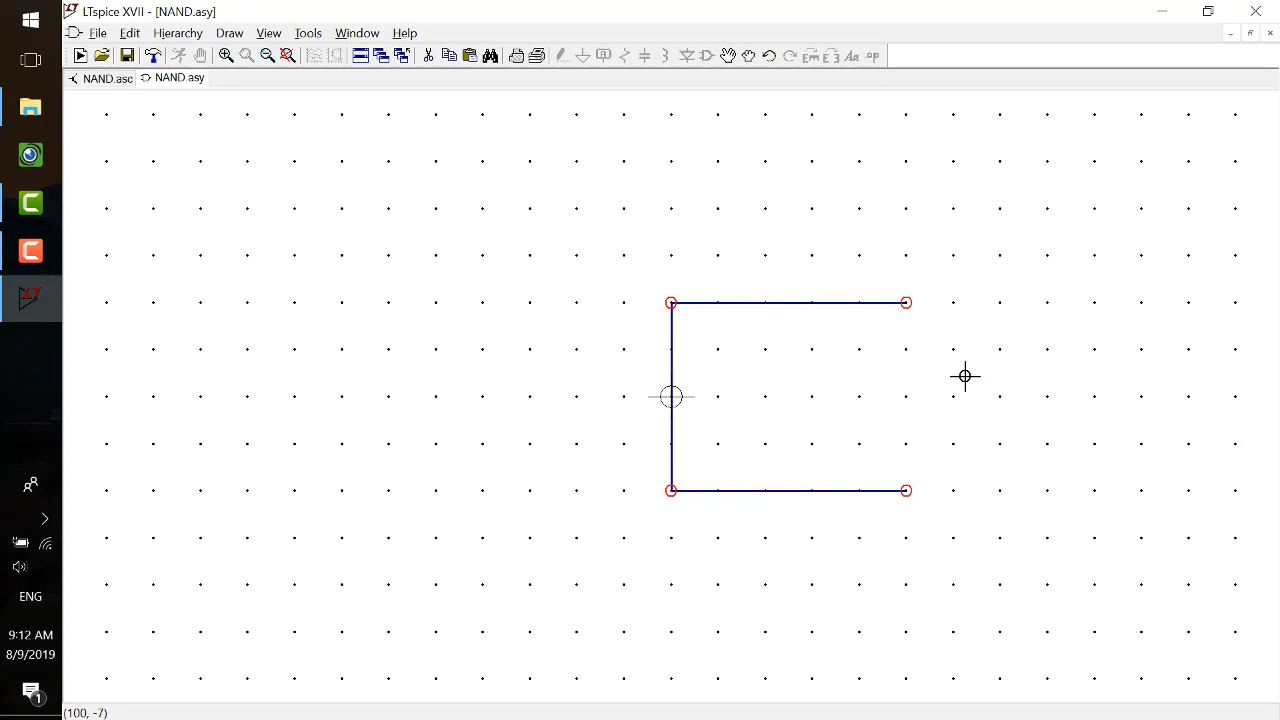 LTspice XVII - [NAND.asy]
File Edit Hierarchy Draw View Tools Window Help
NAND.asc NAND.asy
ENG
9:12 AM
8/9/2019
1
(100, -7)